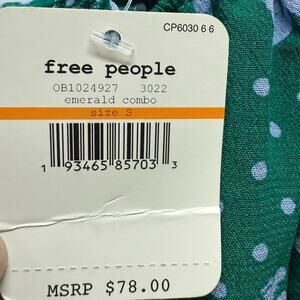 CP6030 6 6
free people
OB1024927 3022
emerald combo
size S
1 93465 85703 3
MSRP $78.00